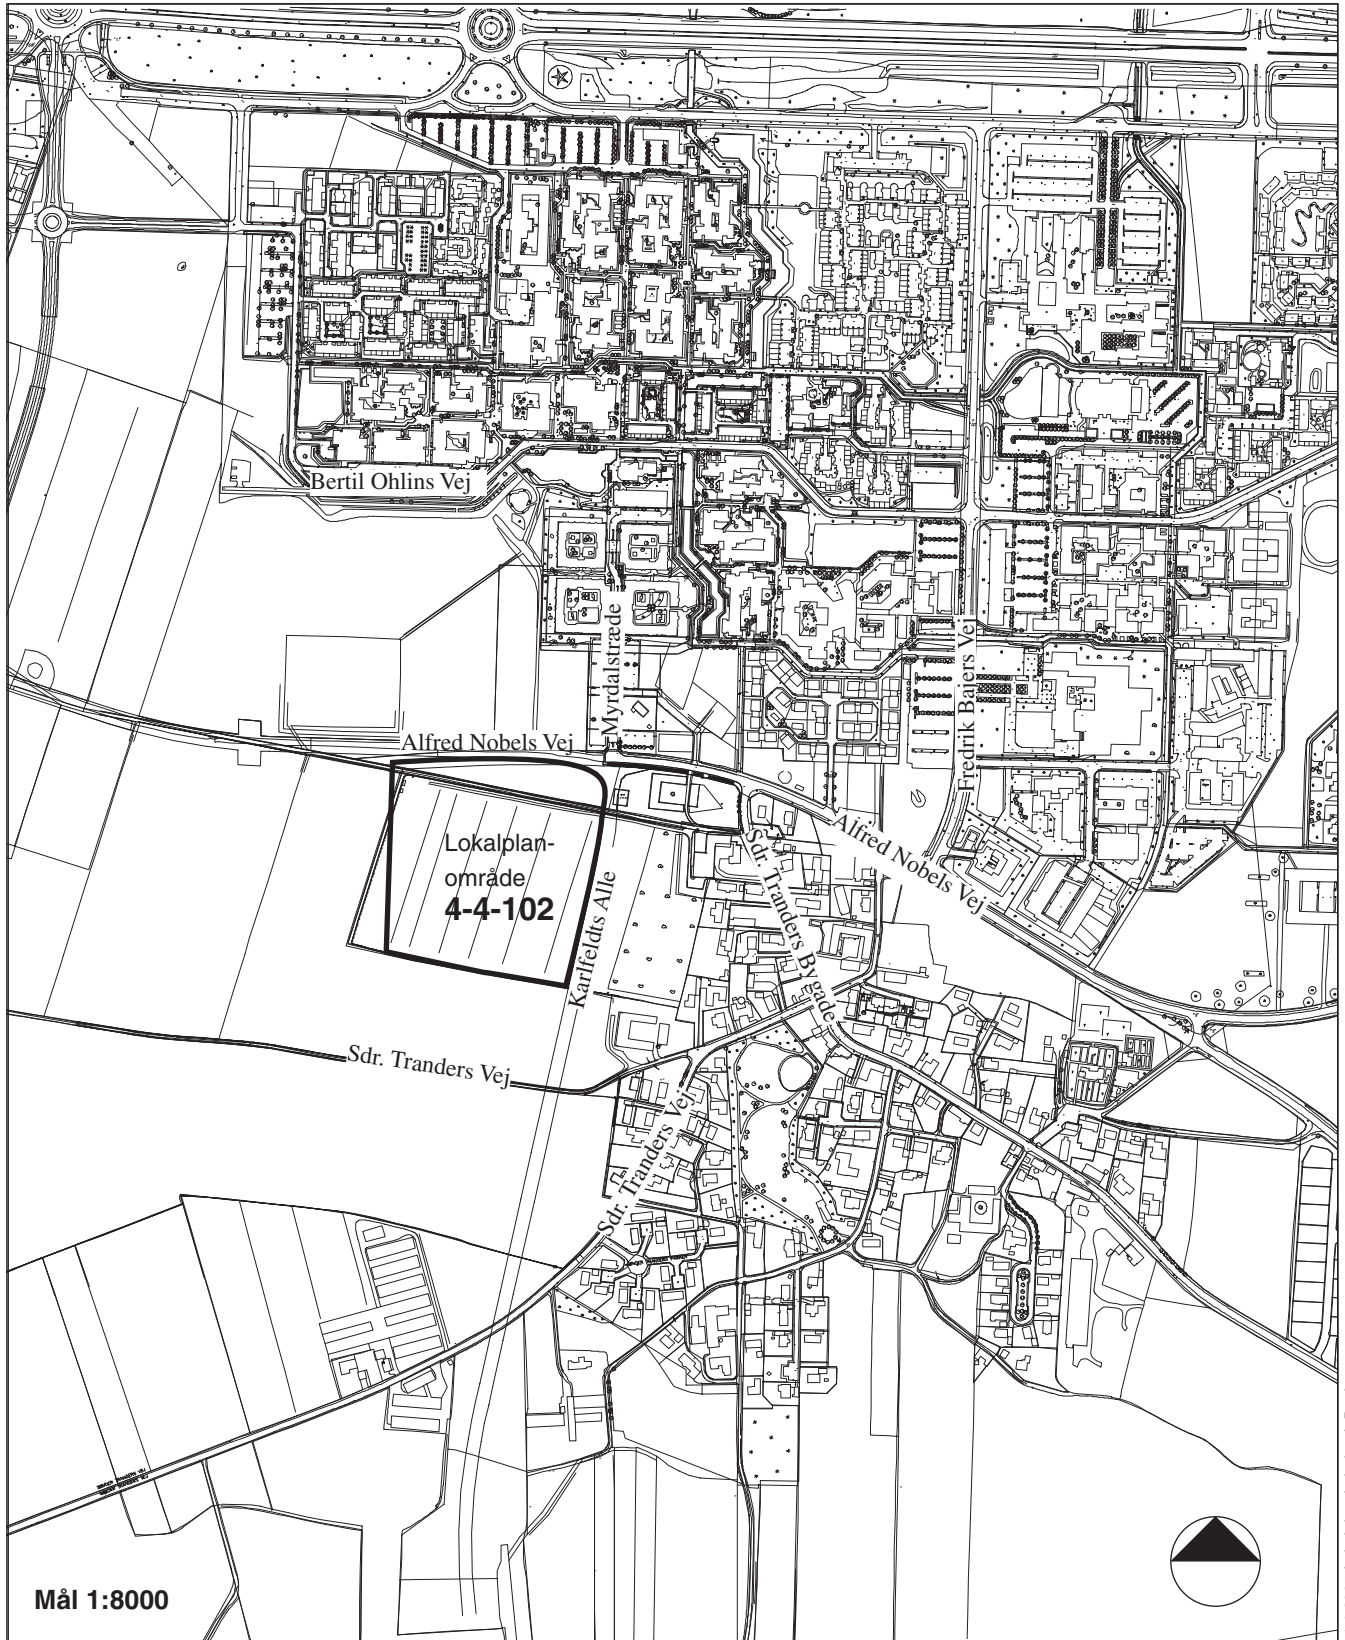 Bertil Ohlins Vej
Myrdalstræde
Fredrik Bajers Vej
Alfred Nobels Vej
Alfred Nobels Vej
Lokalplan-
område
4-4-102
Karlfeldts Alle
Sdr. Tranders Bygade
Sdr. Tranders Vej
Sdr. Tranders Vej
Mål 1:8000